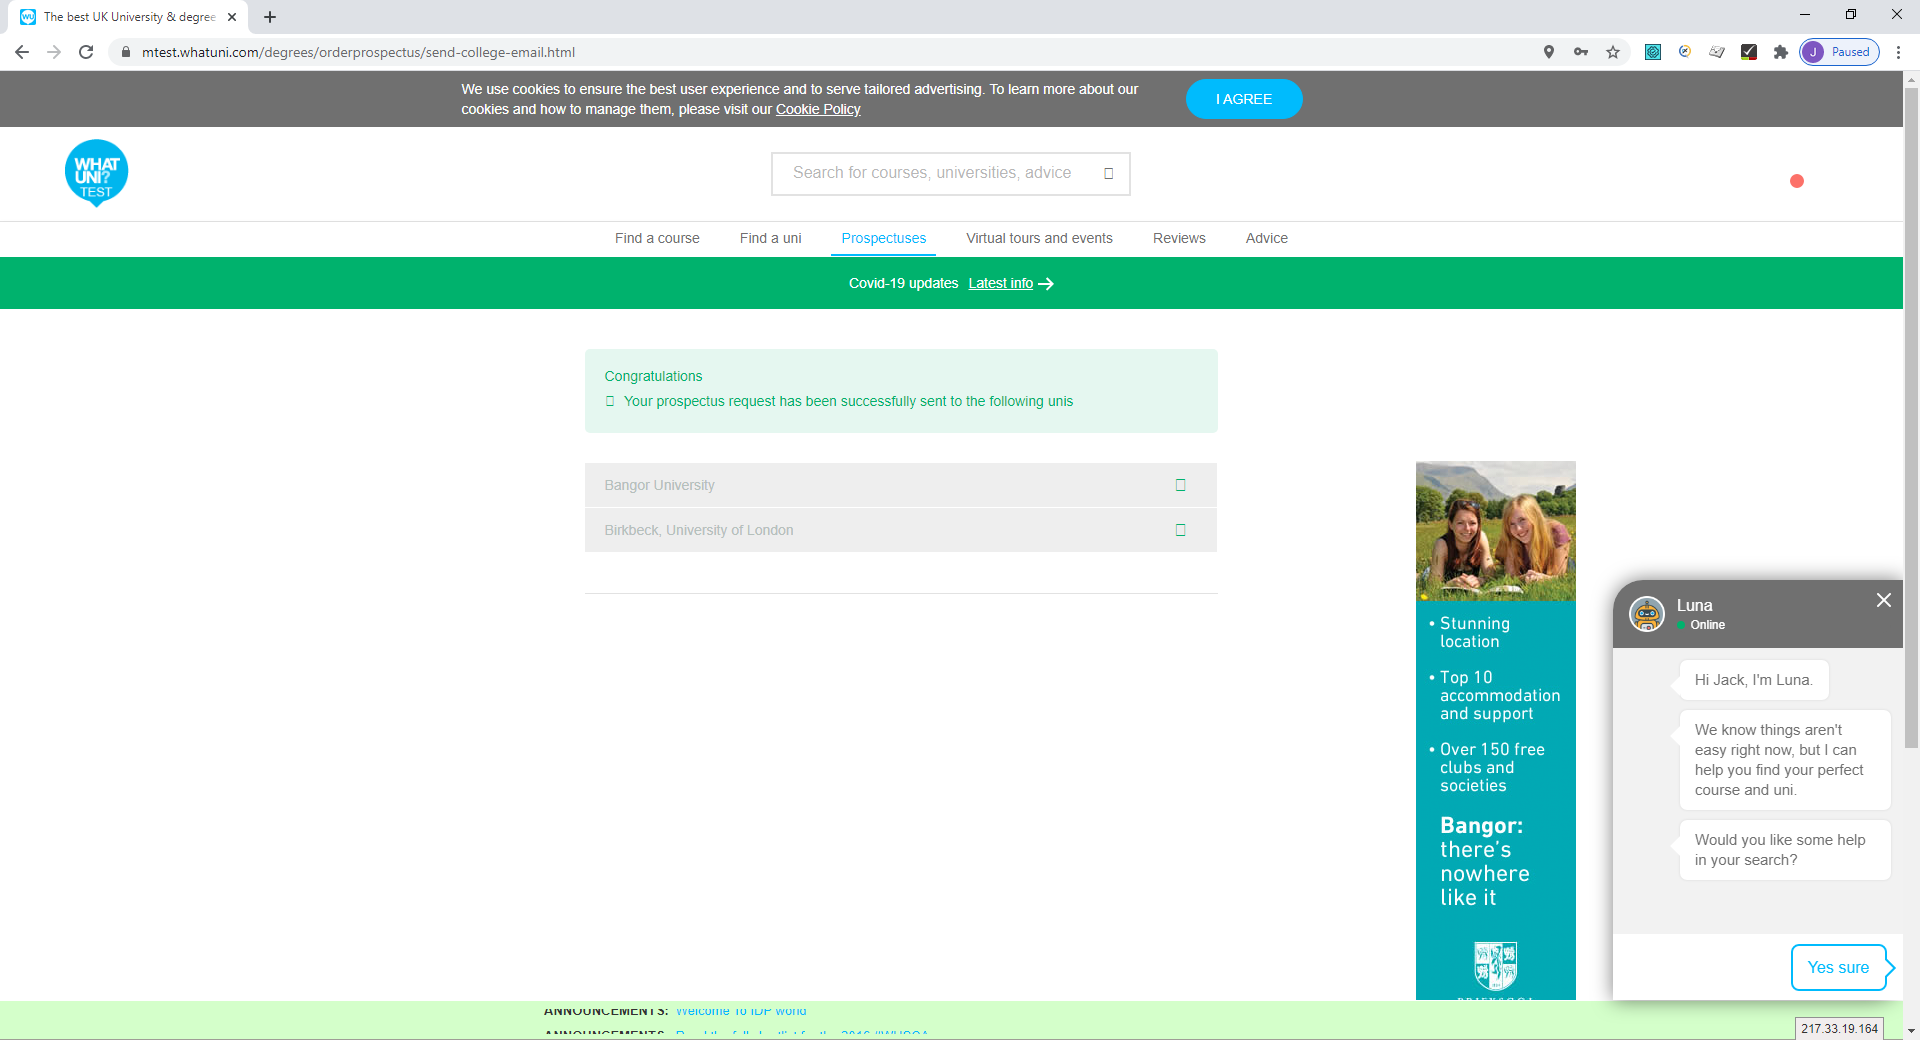 The best UK University & degree
mtest.whatuni.com/degrees/orderprospectus/send-college-email.html
J Paused
We use cookies to ensure the best user experience and to serve tailored advertising. To learn more about our
cookies and how to manage them, please visit our Cookie Policy
I AGREE
WHAT
UNI?
TEST
Search for courses, universities, advice
Find a course
Find a uni
Prospectuses
Virtual tours and events
Reviews
Advice
Covid-19 updates Latest info
Congratulations
Your prospectus request has been successfully sent to the following unis
Bangor University
Birkbeck, University of London
• Stunning
location
• Top 10
accommodation
and support
• Over 150 free
clubs and
societies
Bangor:
there's
nowhere
like it
Luna
Online
Hi Jack, I'm Luna.
We know things aren't
easy right now, but I can
help you find your perfect
course and uni.
Would you like some help
in your search?
Yes sure
ANNOUNCEMENTS: Welcome To IDP world
ANNOUNCEMENTS:
217.33.19.164